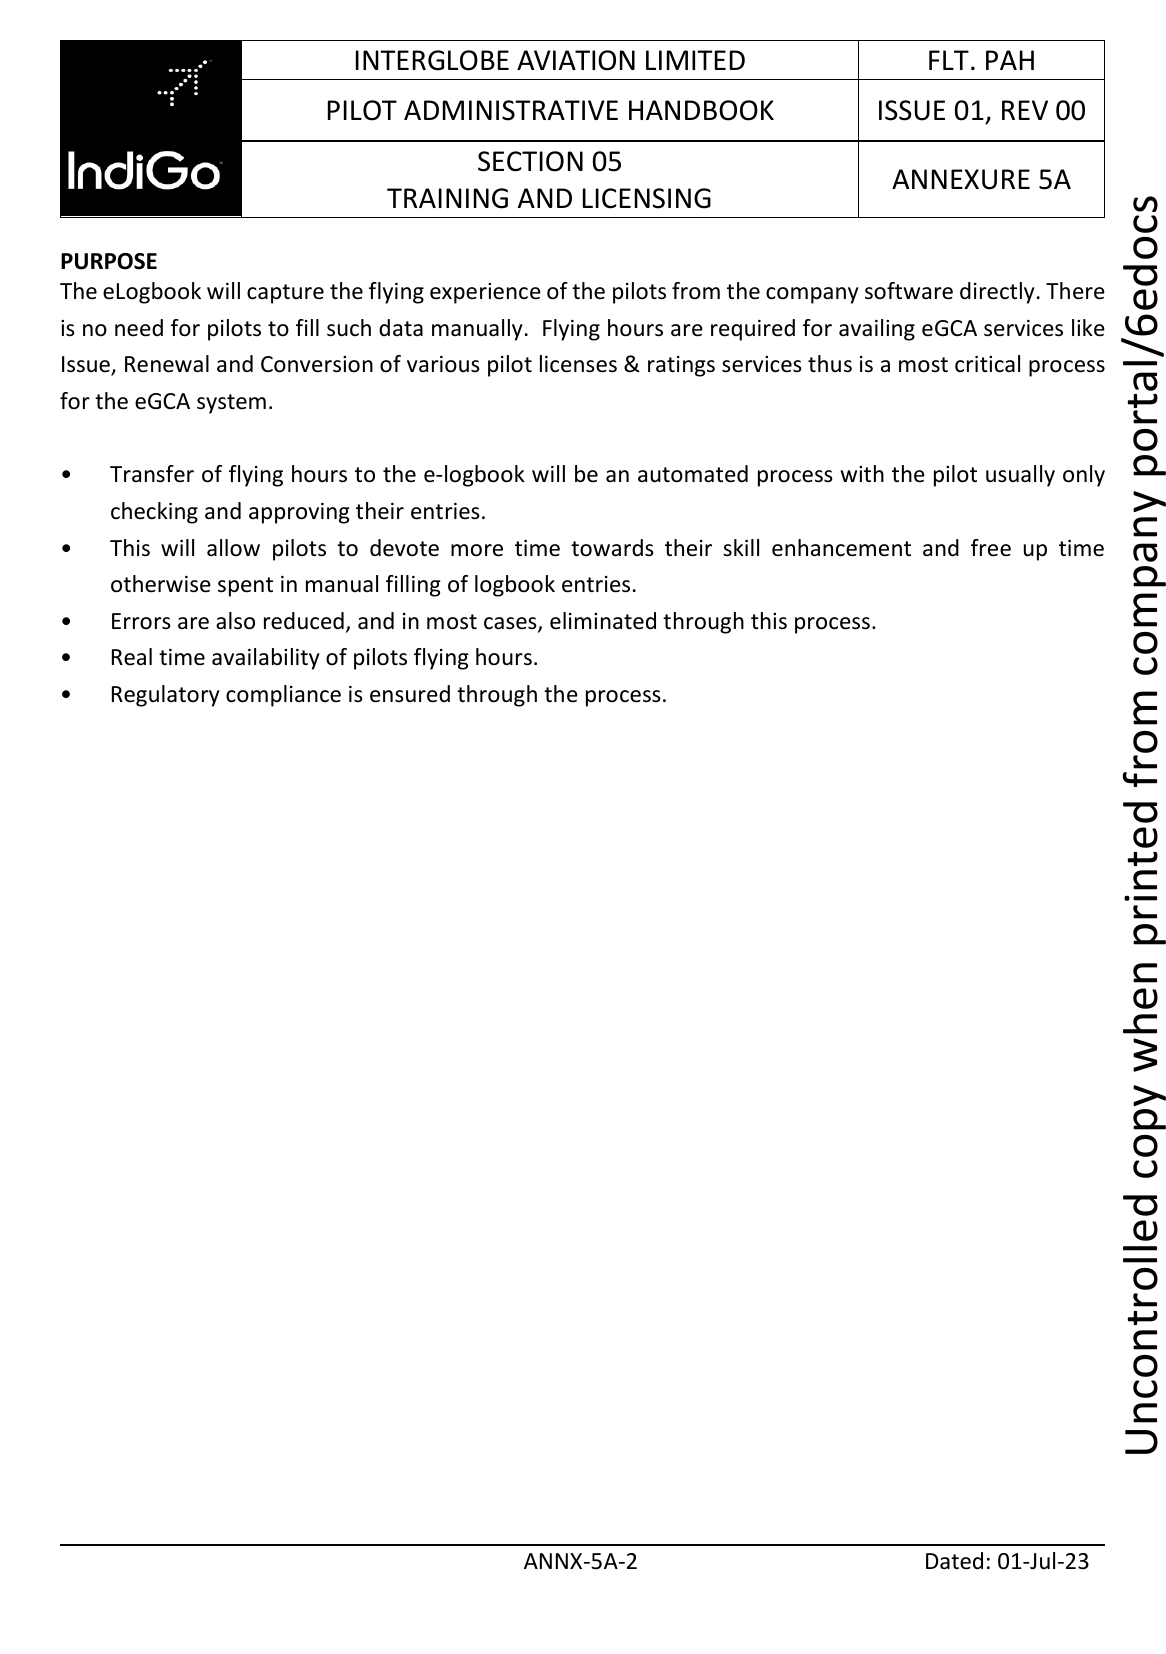 IndiGo
INTERGLOBE AVIATION LIMITED
FLT. PAH
PILOT ADMINISTRATIVE HANDBOOK
ISSUE 01, REV 00
SECTION 05
TRAINING AND LICENSING
ANNEXURE 5A
PURPOSE
The eLogbook will capture the flying experience of the pilots from the company software directly. There
is no need for pilots to fill such data manually.  Flying hours are required for availing eGCA services like
Issue, Renewal and Conversion of various pilot licenses & ratings services thus is a most critical process
for the eGCA system.
• Transfer of flying hours to the e-logbook will be an automated process with the pilot usually only
checking and approving their entries.
• This will allow pilots to devote more time towards their skill enhancement and free up time
otherwise spent in manual filling of logbook entries.
• Errors are also reduced, and in most cases, eliminated through this process.
• Real time availability of pilots flying hours.
• Regulatory compliance is ensured through the process.
Uncontrolled copy when printed from company portal/6edocs
ANNX-5A-2
Dated: 01-Jul-23